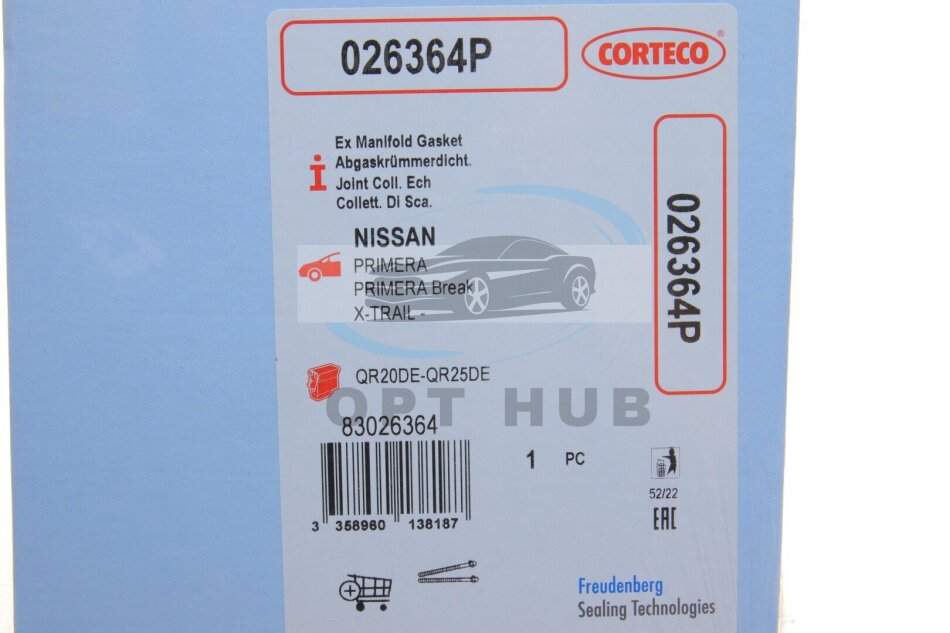 026364P
CORTECO®
Ex Manifold Gasket
Abgaskrümmerdicht.
Joint Coll. Ech
Collett. Di Sca.
026364P
NISSAN
PRIMERA
PRIMERA Break
X-TRAIL -
QR20DE-QR25DE
OPT HUB
83026364
1 PC
52/22
EAC
3 358960 138187
Freudenberg
Sealing Technologies